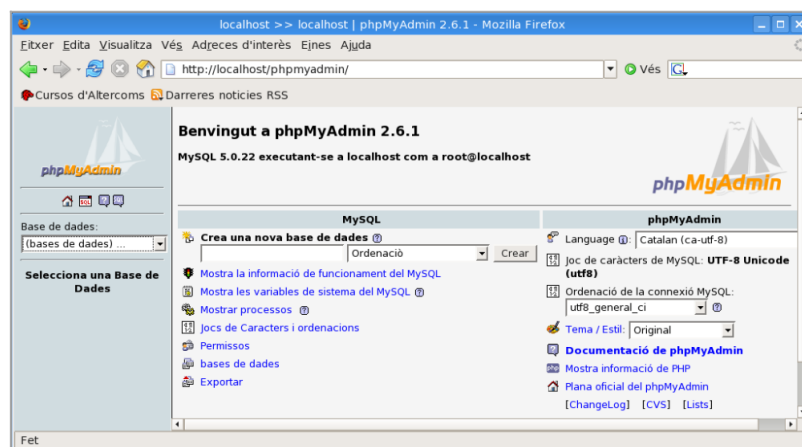 localhost >> localhost | phpMyAdmin 2.6.1 - Mozilla Firefox
Eitxer Edita Visualitza Vés Adreces d'interès Eines Ajuda
http://localhost/phpmyadmin/
Vés
G
Cursos d'Altercoms
Darreres noticies RSS
phpMyAdmin
SQL
Base de dades:
(bases de dades) ...
Selecciona una Base de
Dades
Benvingut a phpMyAdmin 2.6.1
MySQL 5.0.22 executant-se a localhost com a root@localhost
phpMyAdmin
MySQL
Crea una nova base de dades
Ordenació
Crear
Mostra la informació de funcionament del MySQL
Mostra les variables de sistema del MySQL
Mostrar processos
Jocs de Caracters i ordenacions
Permissos
bases de dades
Exportar
phpMyAdmin
Language : Catalan (ca-utf-8)
Joc de caràcters de MySQL: UTF-8 Unicode
(utf8)
Ordenació de la connexió MySQL:
utf8_general_ci
Tema / Estil: Original
Documentació de phpMyAdmin
Mostra informació de PHP
Plana oficial del phpMyAdmin
[ChangeLog] [CVS] [Lists]
Fet